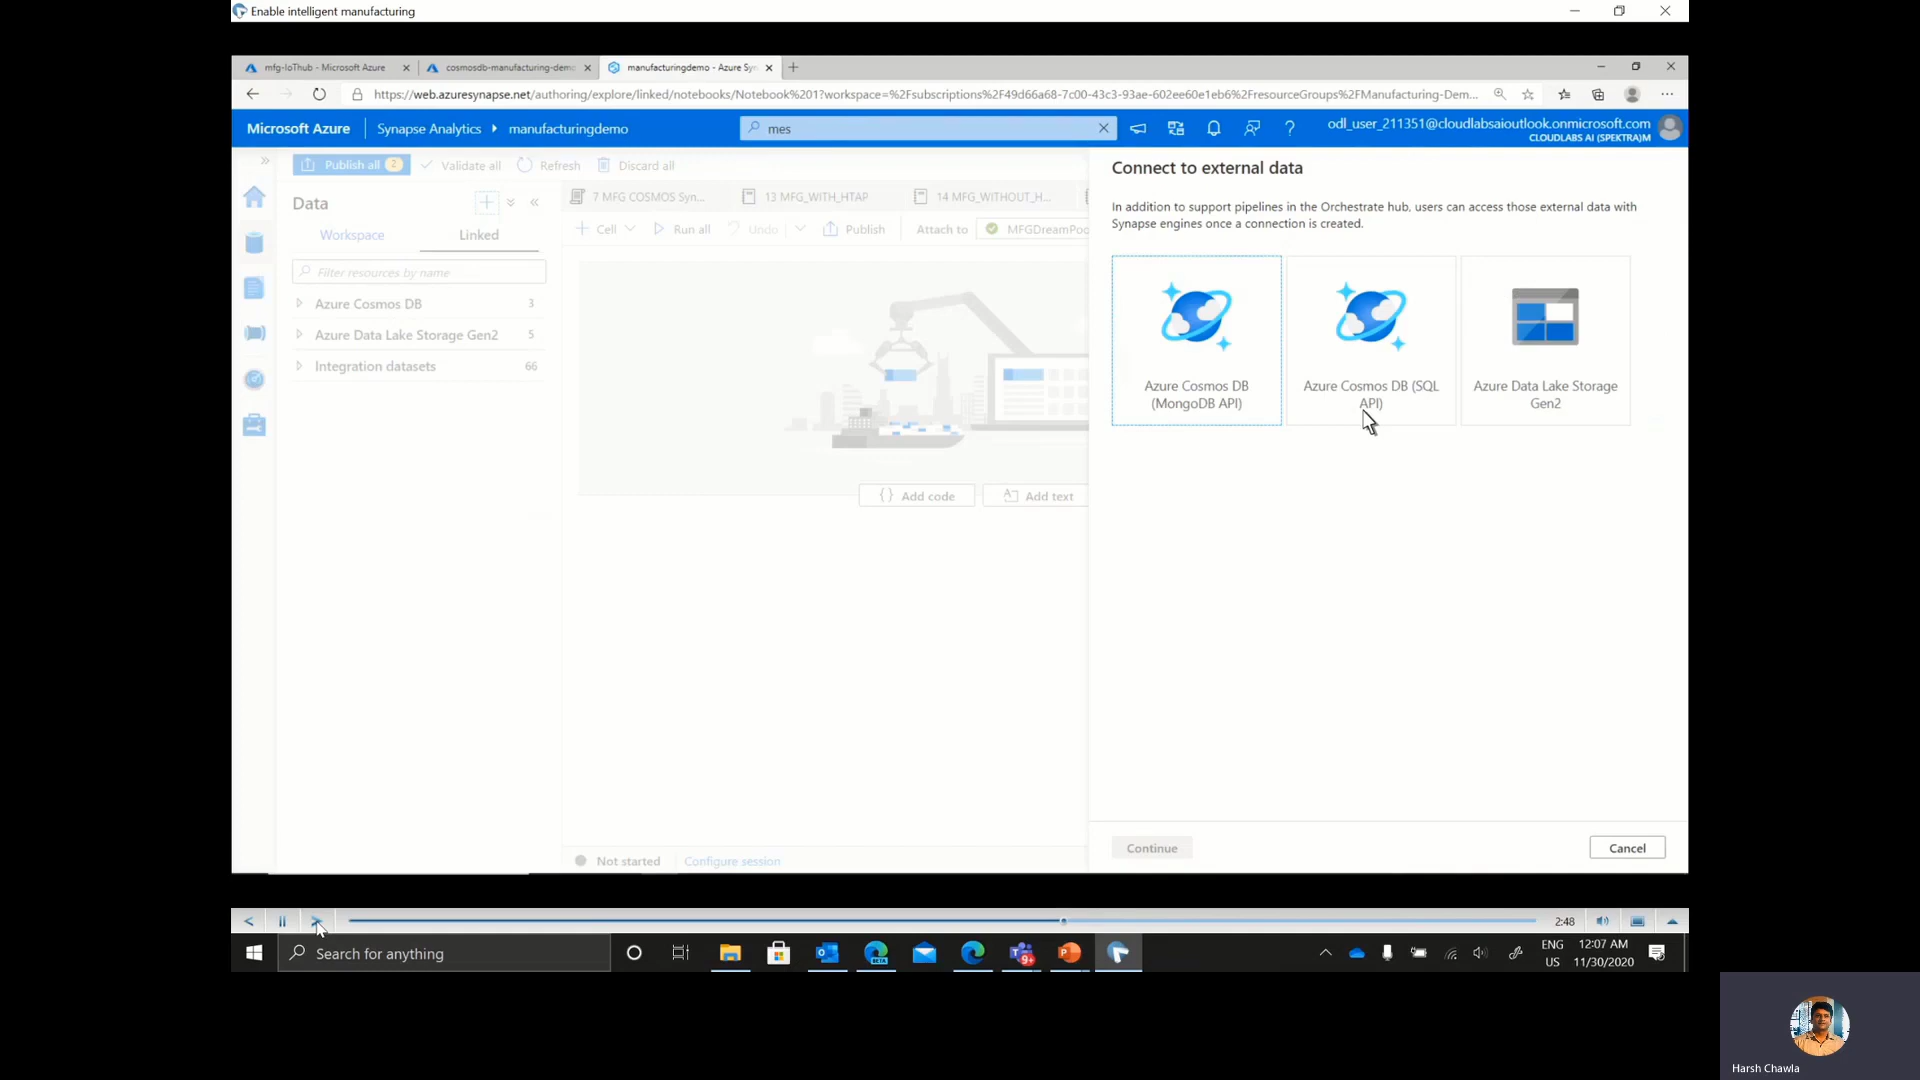 Enable intelligent manufacturing
mfg-IoThub - Microsoft Azure
cosmosdb-manufacturing-demo
manufacturingdemo - Azure Syn
https://web.azuresynapse.net/authoring/explore/linked/notebooks/Notebook%201?workspace=%2Fsubscriptions%2F49d66a68-7c00-43c3-93ae-602ee60e1eb6%2FresourceGroups%2FManufacturing-Dem...
Microsoft Azure
Synapse Analytics
manufacturingdemo
mes
odl_user_211351@cloudlabsaioutlook.onmicrosoft.com
CLOUDLABS AI (SPEKTRA)M
Publish all 2
Validate all
Refresh
Discard all
Data
Workspace
Linked
Filter resources by name
Azure Cosmos DB 3
Azure Data Lake Storage Gen2 5
Integration datasets 66
7 MFG COSMOS Syn...
13 MFG_WITH_HTAP
14 MFG_WITHOUT_H...
Cell
Run all
Undo
Publish
Attach to
MFGDreamPoo
{} Add code
Add text
Not started
Configure session
Connect to external data
In addition to support pipelines in the Orchestrate hub, users can access those external data with
Synapse engines once a connection is created.
Azure Cosmos DB
(MongoDB API)
Azure Cosmos DB (SQL
API)
Azure Data Lake Storage
Gen2
Continue
Cancel
2:48
Search for anything
BETA
9+
ENG
US
12:07 AM
11/30/2020
Harsh Chawla